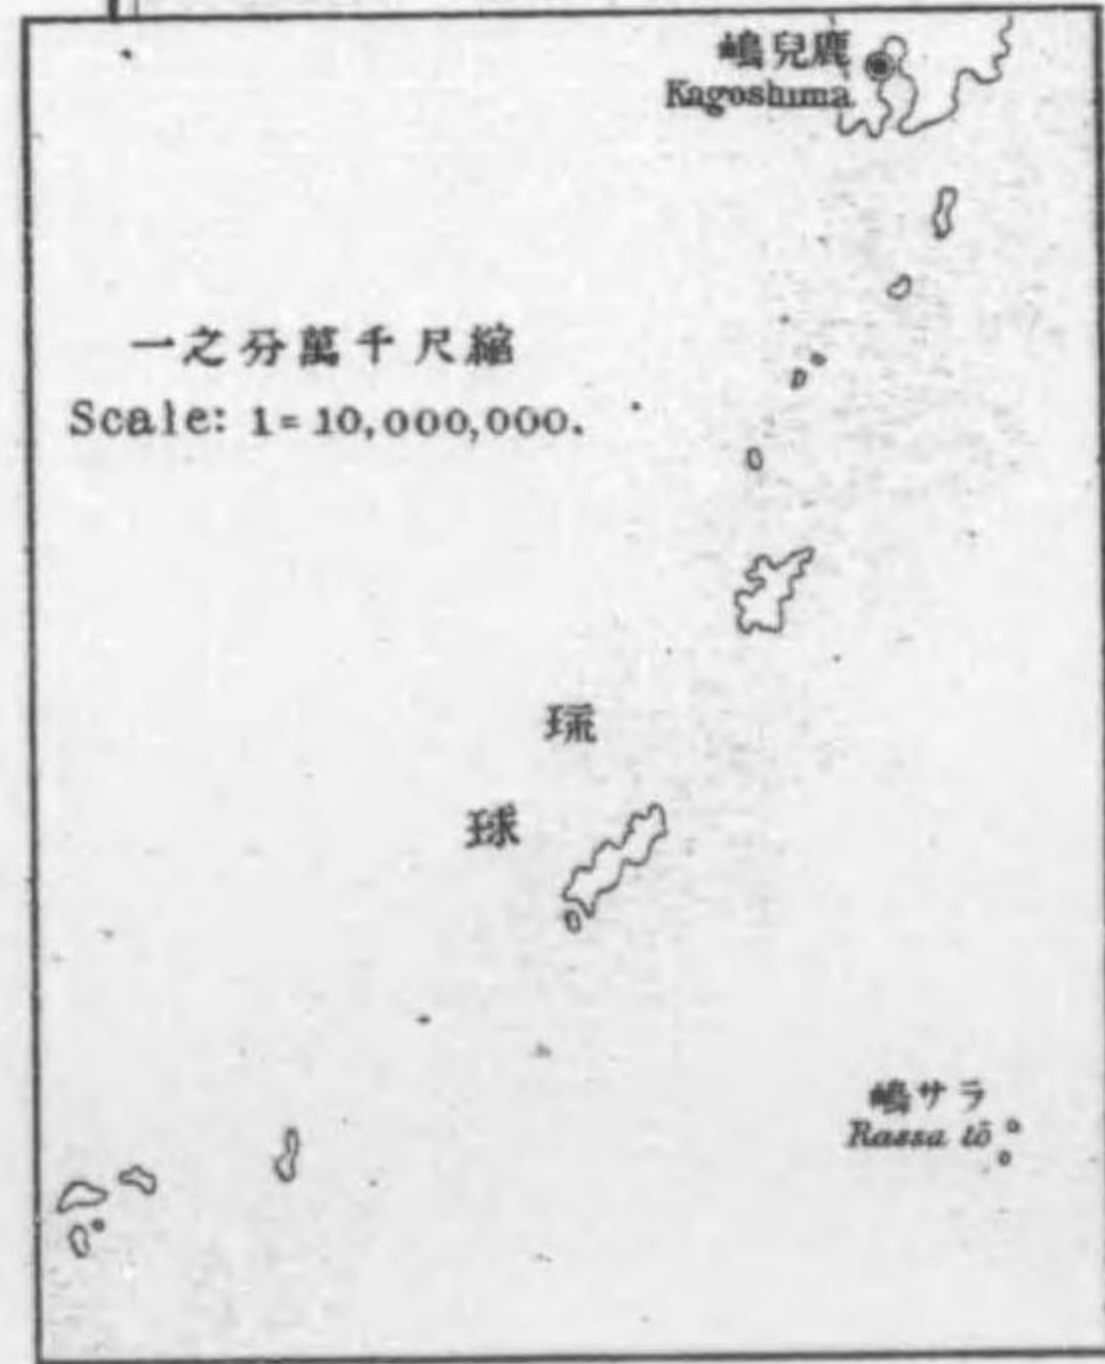 鹿兒嶋
Kagoshima
縮尺千萬分之一
Scale: 1=10,000,000.
琉
球
ラサ嶋
Rassa tō